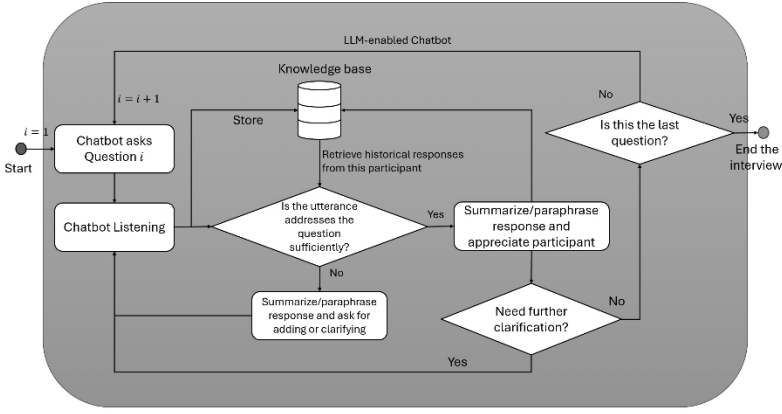 LLM-enabled Chatbot
Knowledge base
No
i = i + 1
i = 1
Store
Yes
Chatbot asks
Question i
Is this the last
question?
Start
End the
interview
Retrieve historical responses
from this participant
Chatbot Listening
Is the utterance
addresses the
question
sufficiently?
Yes
Summarize/paraphrase
response and
appreciate participant
No
Summarize/paraphrase
response and ask for
adding or clarifying
Need further
clarification?
No
Yes